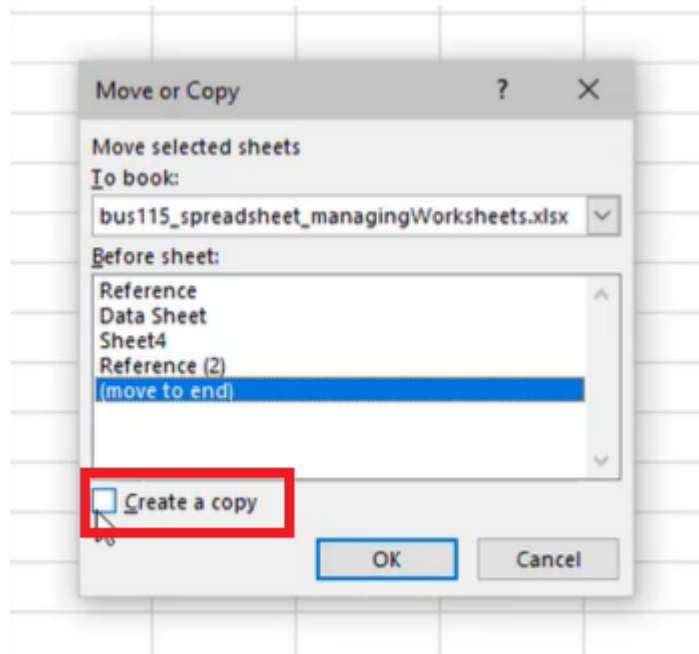 Move or Copy ?
Move selected sheets
To book:
bus115_spreadsheet_managingWorksheets.xlsx
Before sheet:
Reference
Data Sheet
Sheet4
Reference (2)
(move to end)
Create a copy
OK Cancel